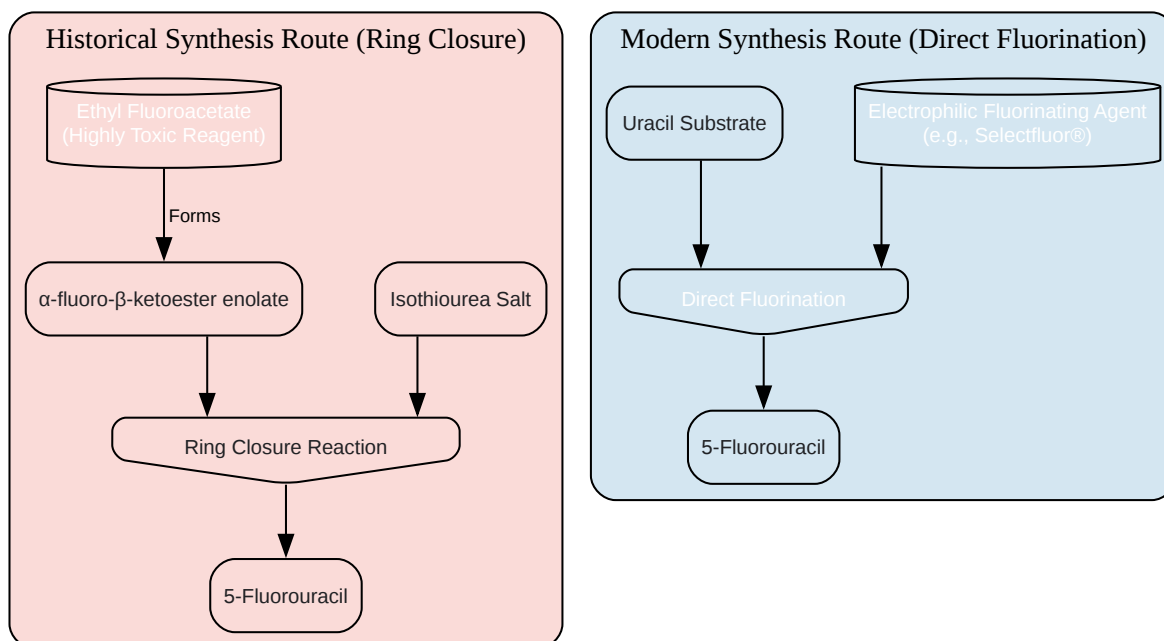 Historical Synthesis Route (Ring Closure)
Ethyl Fluoroacetate
(Highly Toxic Reagent)
Forms
α-fluoro-β-ketoester enolate
Isothiourea Salt
Ring Closure Reaction
5-Fluorouracil
Modern Synthesis Route (Direct Fluorination)
Uracil Substrate
Electrophilic Fluorinating Agent
(e.g., Selectfluor®)
Direct Fluorination
5-Fluorouracil